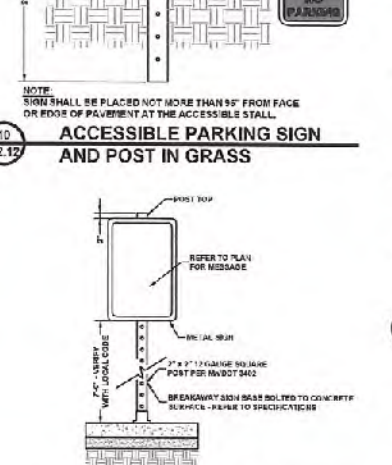 PARKING
NOTE:
SIGN SHALL BE PLACED NOT MORE THAN 96" FROM FACE
OR EDGE OF PAVEMENT AT THE ACCESSIBLE STALL.
10
2.12
ACCESSIBLE PARKING SIGN
AND POST IN GRASS
POST TOP
REFER TO PLAN
FOR MESSAGE
METAL SIGN
VERIFY
WITH LOCAL CODE
2" x 2" 12 GAUGE SQUARE
POST PER
3402
BREAKAWAY SIGN BASE BOLTED TO CONCRETE
SURFACE - REFER TO SPECIFICATIONS